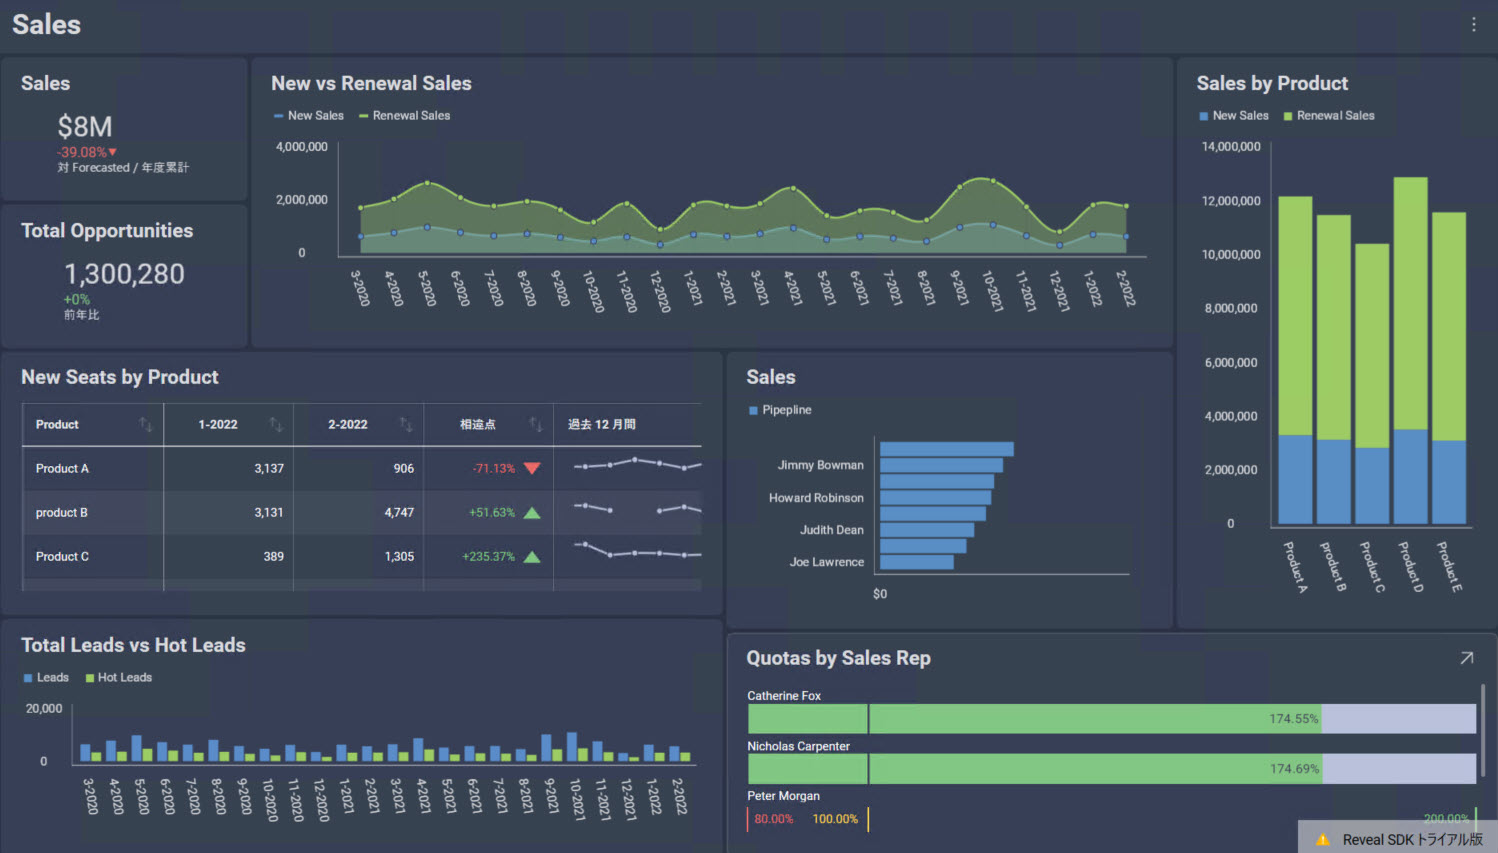 Sales
Sales
$8M
-39.08%▼
対 Forecasted / 年度累計
Total Opportunities
1,300,280
+0%
前年比
New vs Renewal Sales
New Sales Renewal Sales
4,000,000
2,000,000
0
3-2020 4-2020 5-2020 6-2020 7-2020 8-2020 9-2020 10-2020 11-2020 12-2020 1-2021 2-2021 3-2021 4-2021 5-2021 6-2021 7-2021 8-2021 9-2021 10-2021 11-2021 12-2021 1-2022 2-2022
Sales by Product
New Sales Renewal Sales
14,000,000
12,000,000
10,000,000
8,000,000
6,000,000
4,000,000
2,000,000
0
Product A product B Product C Product D Product E
New Seats by Product
Product 1-2022 2-2022 相違点 過去 12 月間
Product A 3,137 906 -71.13%
product B 3,131 4,747 +51.63%
Product C 389 1,305 +235.37%
Sales
Pipepline
Jimmy Bowman
Howard Robinson
Judith Dean
Joe Lawrence
$0
Total Leads vs Hot Leads
Leads Hot Leads
20,000
0
3-2020 4-2020 5-2020 6-2020 7-2020 8-2020 9-2020 10-2020 11-2020 12-2020 1-2021 2-2021 3-2021 4-2021 5-2021 6-2021 7-2021 8-2021 9-2021 10-2021 11-2021 12-2021 1-2022 2-2022
Quotas by Sales Rep
Catherine Fox
174.55%
Nicholas Carpenter
174.69%
Peter Morgan
80.00% 100.00% 200.00%
Reveal SDK トライアル版